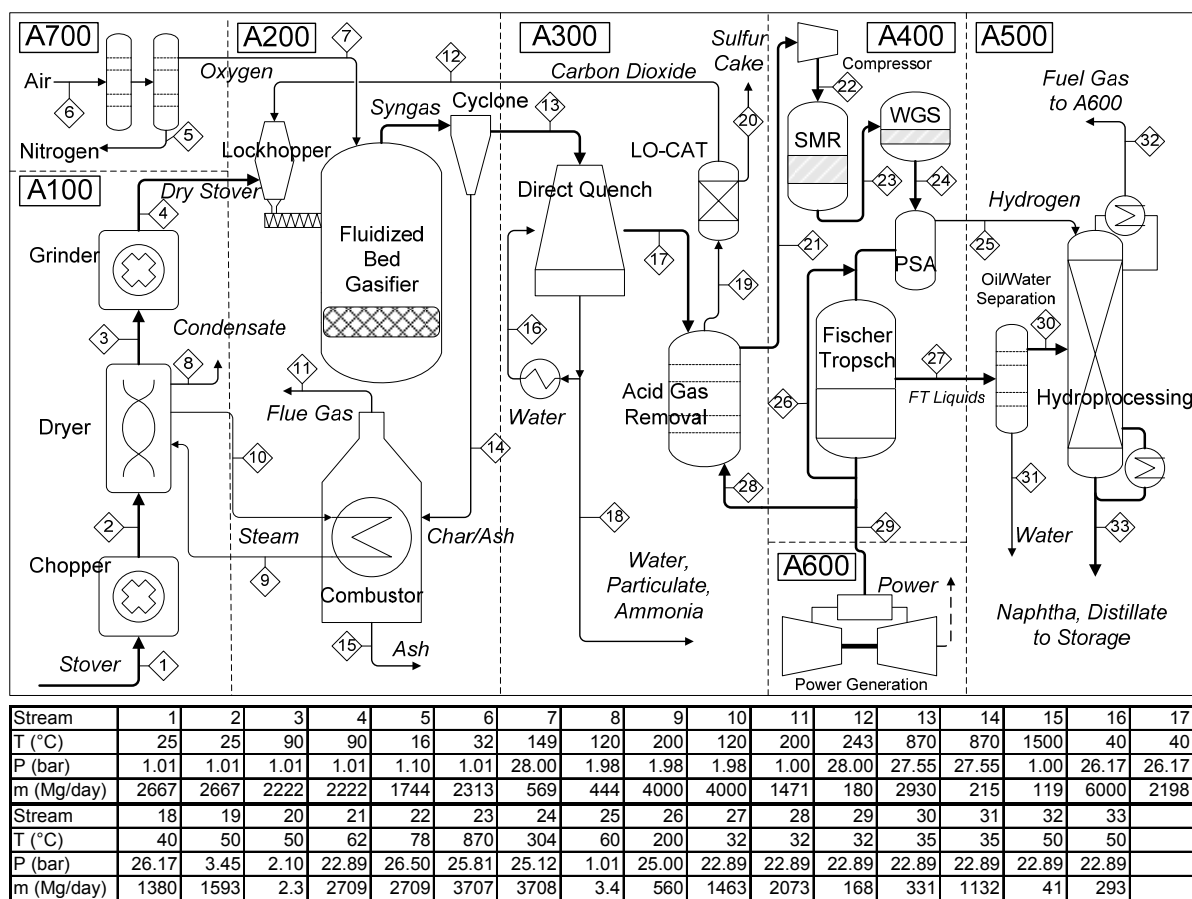 A700
A200
A300
A400
A500
7
12
Air
6
Oxygen
5
Nitrogen
Carbon Dioxide
Sulfur
Cake
Compressor
Fuel Gas
to A600
Syngas
Cyclone
13
20
22
WGS
32
Lockhopper
LO-CAT
SMR
A100
Dry Stover
4
Direct Quench
23
24
Hydrogen
25
Grinder
Fluidized
Bed
Gasifier
17
21
PSA
19
Oil/Water
Separation
3
Condensate
8
16
30
Fischer
Tropsch
27
FT Liquids
11
Flue Gas
Water
Acid Gas
Removal
26
Hydroprocessing
Dryer
10
14
28
31
2
Steam
Char/Ash
18
29
Water
33
9
Chopper
Combustor
Water,
Particulate,
Ammonia
A600
Power
Naphtha, Distillate
to Storage
15
Ash
Stover
1
Power Generation
Stream 1 2 3 4 5 6 7 8 9 10 11 12 13 14 15 16 17
T (°C) 25 25 90 90 16 32 149 120 200 120 200 243 870 870 1500 40 40
P (bar) 1.01 1.01 1.01 1.01 1.10 1.01 28.00 1.98 1.98 1.98 1.00 28.00 27.55 27.55 1.00 26.17 26.17
m (Mg/day) 2667 2667 2222 2222 1744 2313 569 444 4000 4000 1471 180 2930 215 119 6000 2198
Stream 18 19 20 21 22 23 24 25 26 27 28 29 30 31 32 33
T (°C) 40 50 50 62 78 870 304 60 200 32 32 32 35 35 50 50
P (bar) 26.17 3.45 2.10 22.89 26.50 25.81 25.12 1.01 25.00 22.89 22.89 22.89 22.89 22.89 22.89 22.89
m (Mg/day) 1380 1593 2.3 2709 2709 3707 3708 3.4 560 1463 2073 168 331 1132 41 293